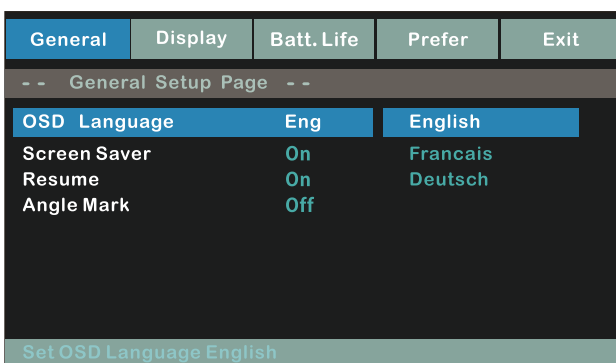 General Display Batt. Life Prefer Exit
-- General Setup Page --
OSD Language Eng English
Screen Saver On Francais
Resume On Deutsch
Angle Mark Off
Set OSD Language English